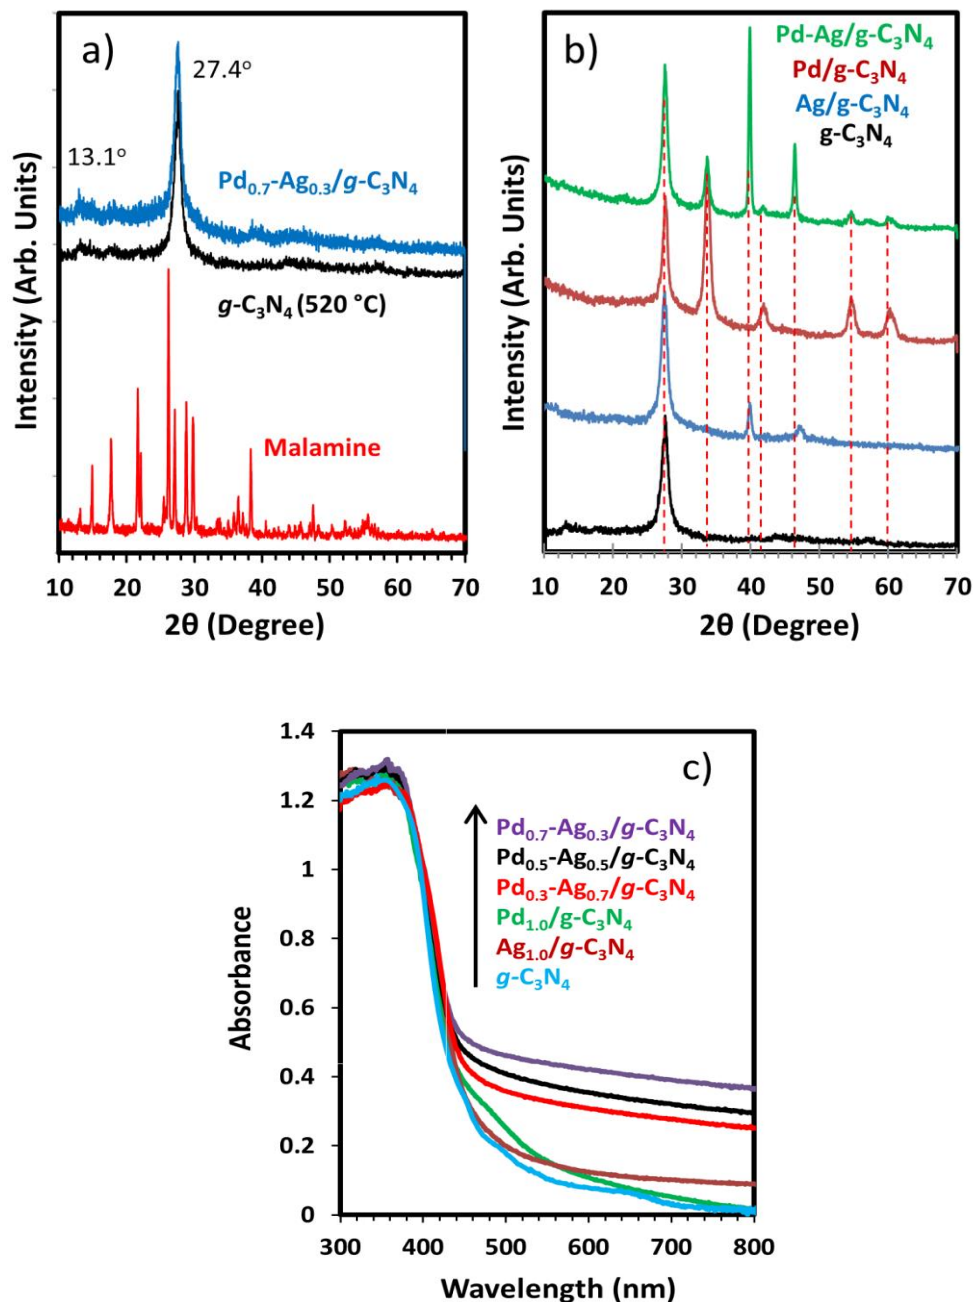 a)
27.4°
13.1°
Pd₀.₇-Ag₀.₃/g-C₃N₄
g-C₃N₄ (520 °C)
Malamine
Intensity (Arb. Units)
10 20 30 40 50 60 70
2θ (Degree)
b)
Pd-Ag/g-C₃N₄
Pd/g-C₃N₄
Ag/g-C₃N₄
g-C₃N₄
Intensity (Arb. Units)
10 20 30 40 50 60 70
2θ (Degree)
c)
1.4
1.2
1
0.8
0.6
0.4
0.2
0
Absorbance
Pd₀.₇-Ag₀.₃/g-C₃N₄
Pd₀.₅-Ag₀.₅/g-C₃N₄
Pd₀.₃-Ag₀.₇/g-C₃N₄
Pd₁.₀/g-C₃N₄
Ag₁.₀/g-C₃N₄
g-C₃N₄
300 400 500 600 700 800
Wavelength (nm)